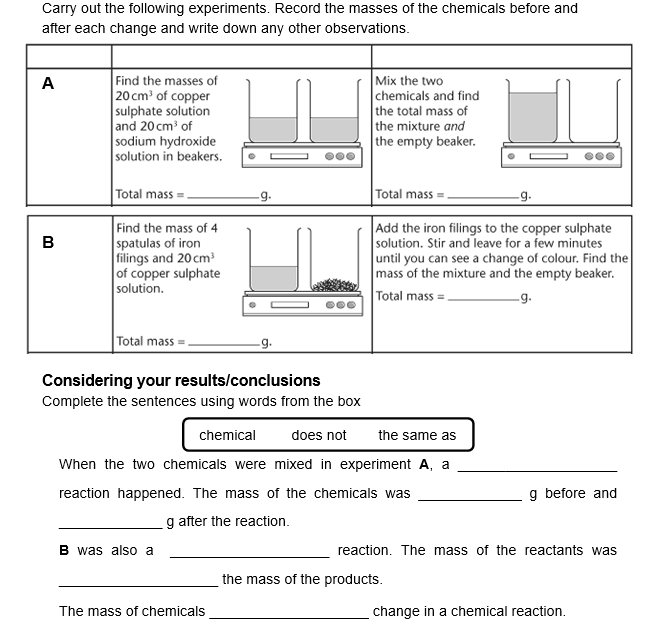 Carry out the following experiments. Record the masses of the chemicals before and
after each change and write down any other observations.
A
Find the masses of
20 cm³ of copper
sulphate solution
and 20 cm³ of
sodium hydroxide
solution in beakers.
Total mass = ____________ g.
Mix the two
chemicals and find
the total mass of
the mixture and
the empty beaker.
Total mass = ____________ g.
B
Find the mass of 4
spatulas of iron
filings and 20 cm³
of copper sulphate
solution.
Total mass = ____________ g.
Add the iron filings to the copper sulphate
solution. Stir and leave for a few minutes
until you can see a change of colour. Find the
mass of the mixture and the empty beaker.
Total mass = ____________ g.
Considering your results/conclusions
Complete the sentences using words from the box
chemical does not the same as
When the two chemicals were mixed in experiment A, a ____________________
reaction happened. The mass of the chemicals was _____________ g before and
_____________ g after the reaction.
B was also a ____________________ reaction. The mass of the reactants was
____________________ the mass of the products.
The mass of chemicals ____________________ change in a chemical reaction.